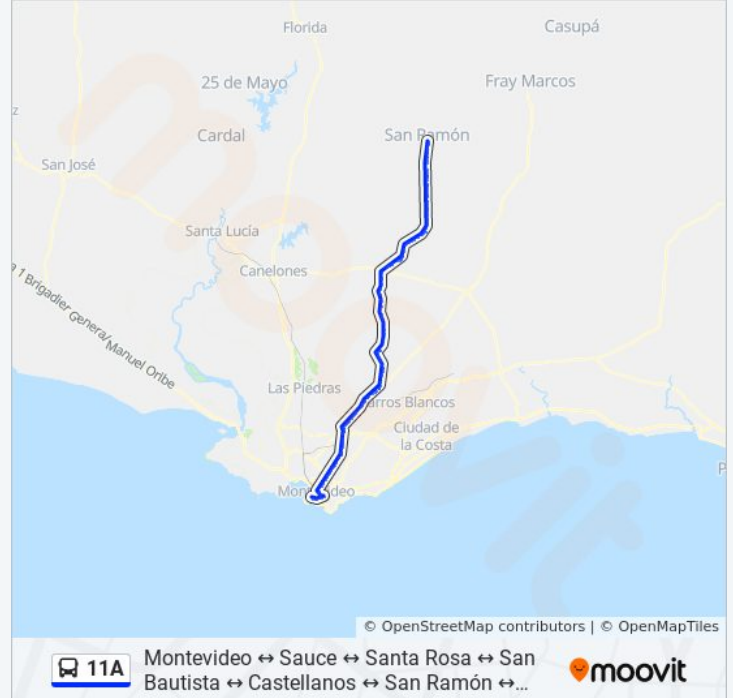 Florida
Casupá
25 de Mayo
Fray Marcos
Cardal
San Ramón
San José
Santa Lucía
Canelones
a 1 Brigadier General Manuel Oribe
Las Piedras
arros Blancos
Ciudad de
la Costa
Montevideo
© OpenStreetMap contributors | © OpenMapTiles
11A
Montevideo ↔ Sauce ↔ Santa Rosa ↔ San
Bautista ↔ Castellanos ↔ San Ramón ↔...
moovit
moovit